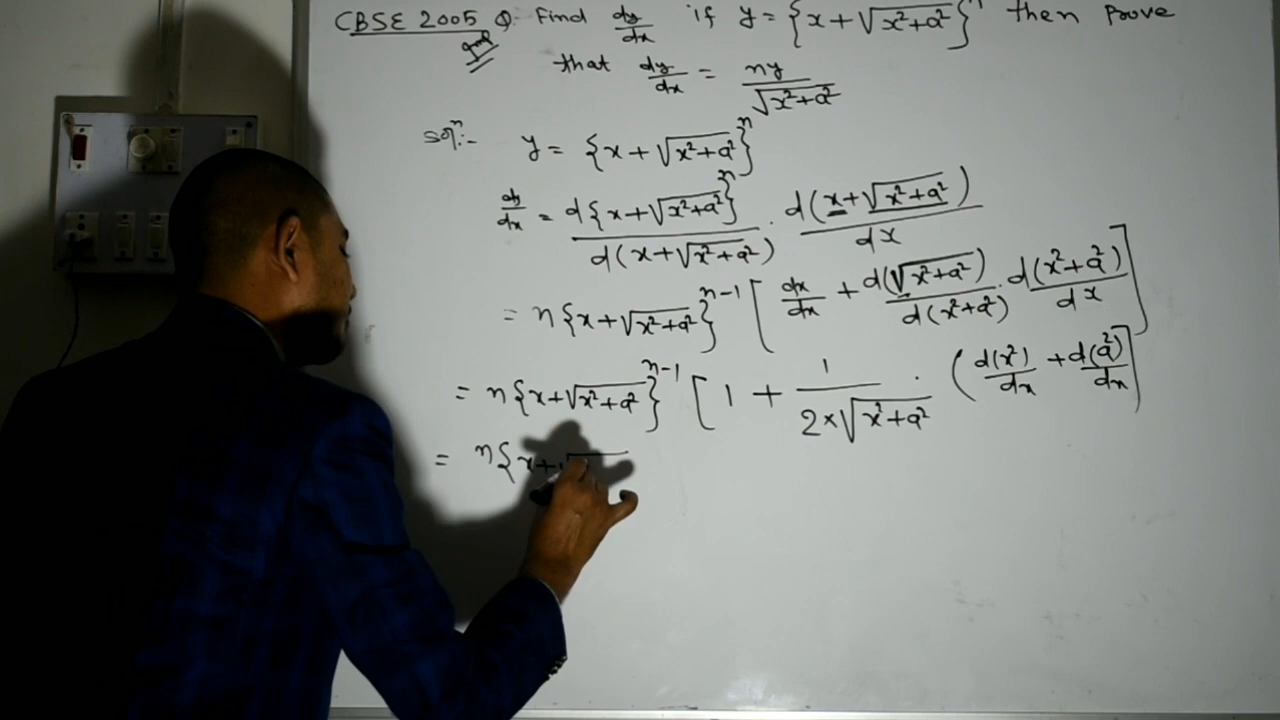 CBSE 2005 Q. Find dy/dx if y = {x + √x²+a²}ⁿ then Prove
that dy/dx = ny/√x²+a²
Solⁿ:- y = {x + √x²+a²}ⁿ
dy/dx = d{x+√x²+a²}ⁿ/d(x+√x²+a²) . d(x+√x²+a²)/dx
= n{x+√x²+a²}ⁿ⁻¹ [dx/dx + d(√x²+a²)/d(x²+a²) . d(x²+a²)/dx]
= n{x+√x²+a²}ⁿ⁻¹ [1 + 1/2×√x²+a² . (d(x²)/dx + d(a²)/dx]
= n{x+√